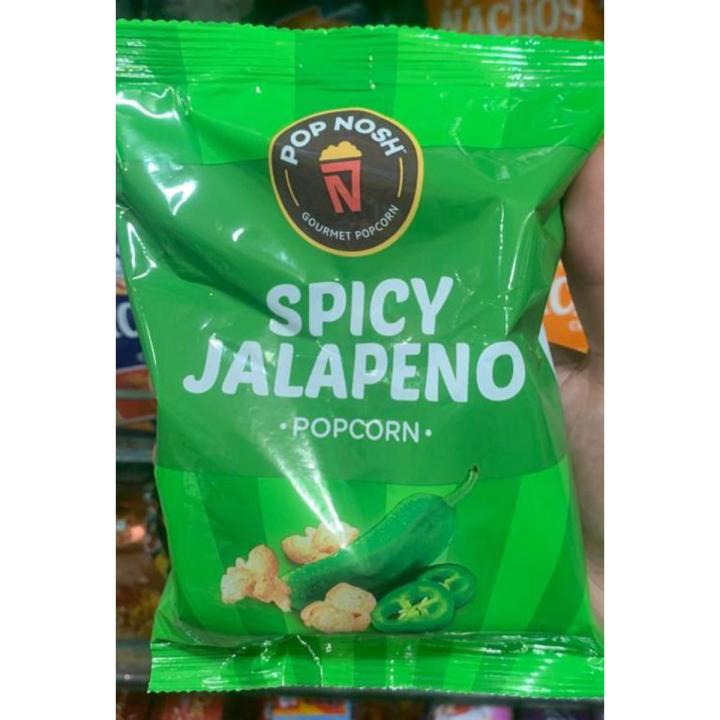 NACHOS
POP NOSH
N
GOURMET POPCORN
SPICY
JALAPENO
•POPCORN•